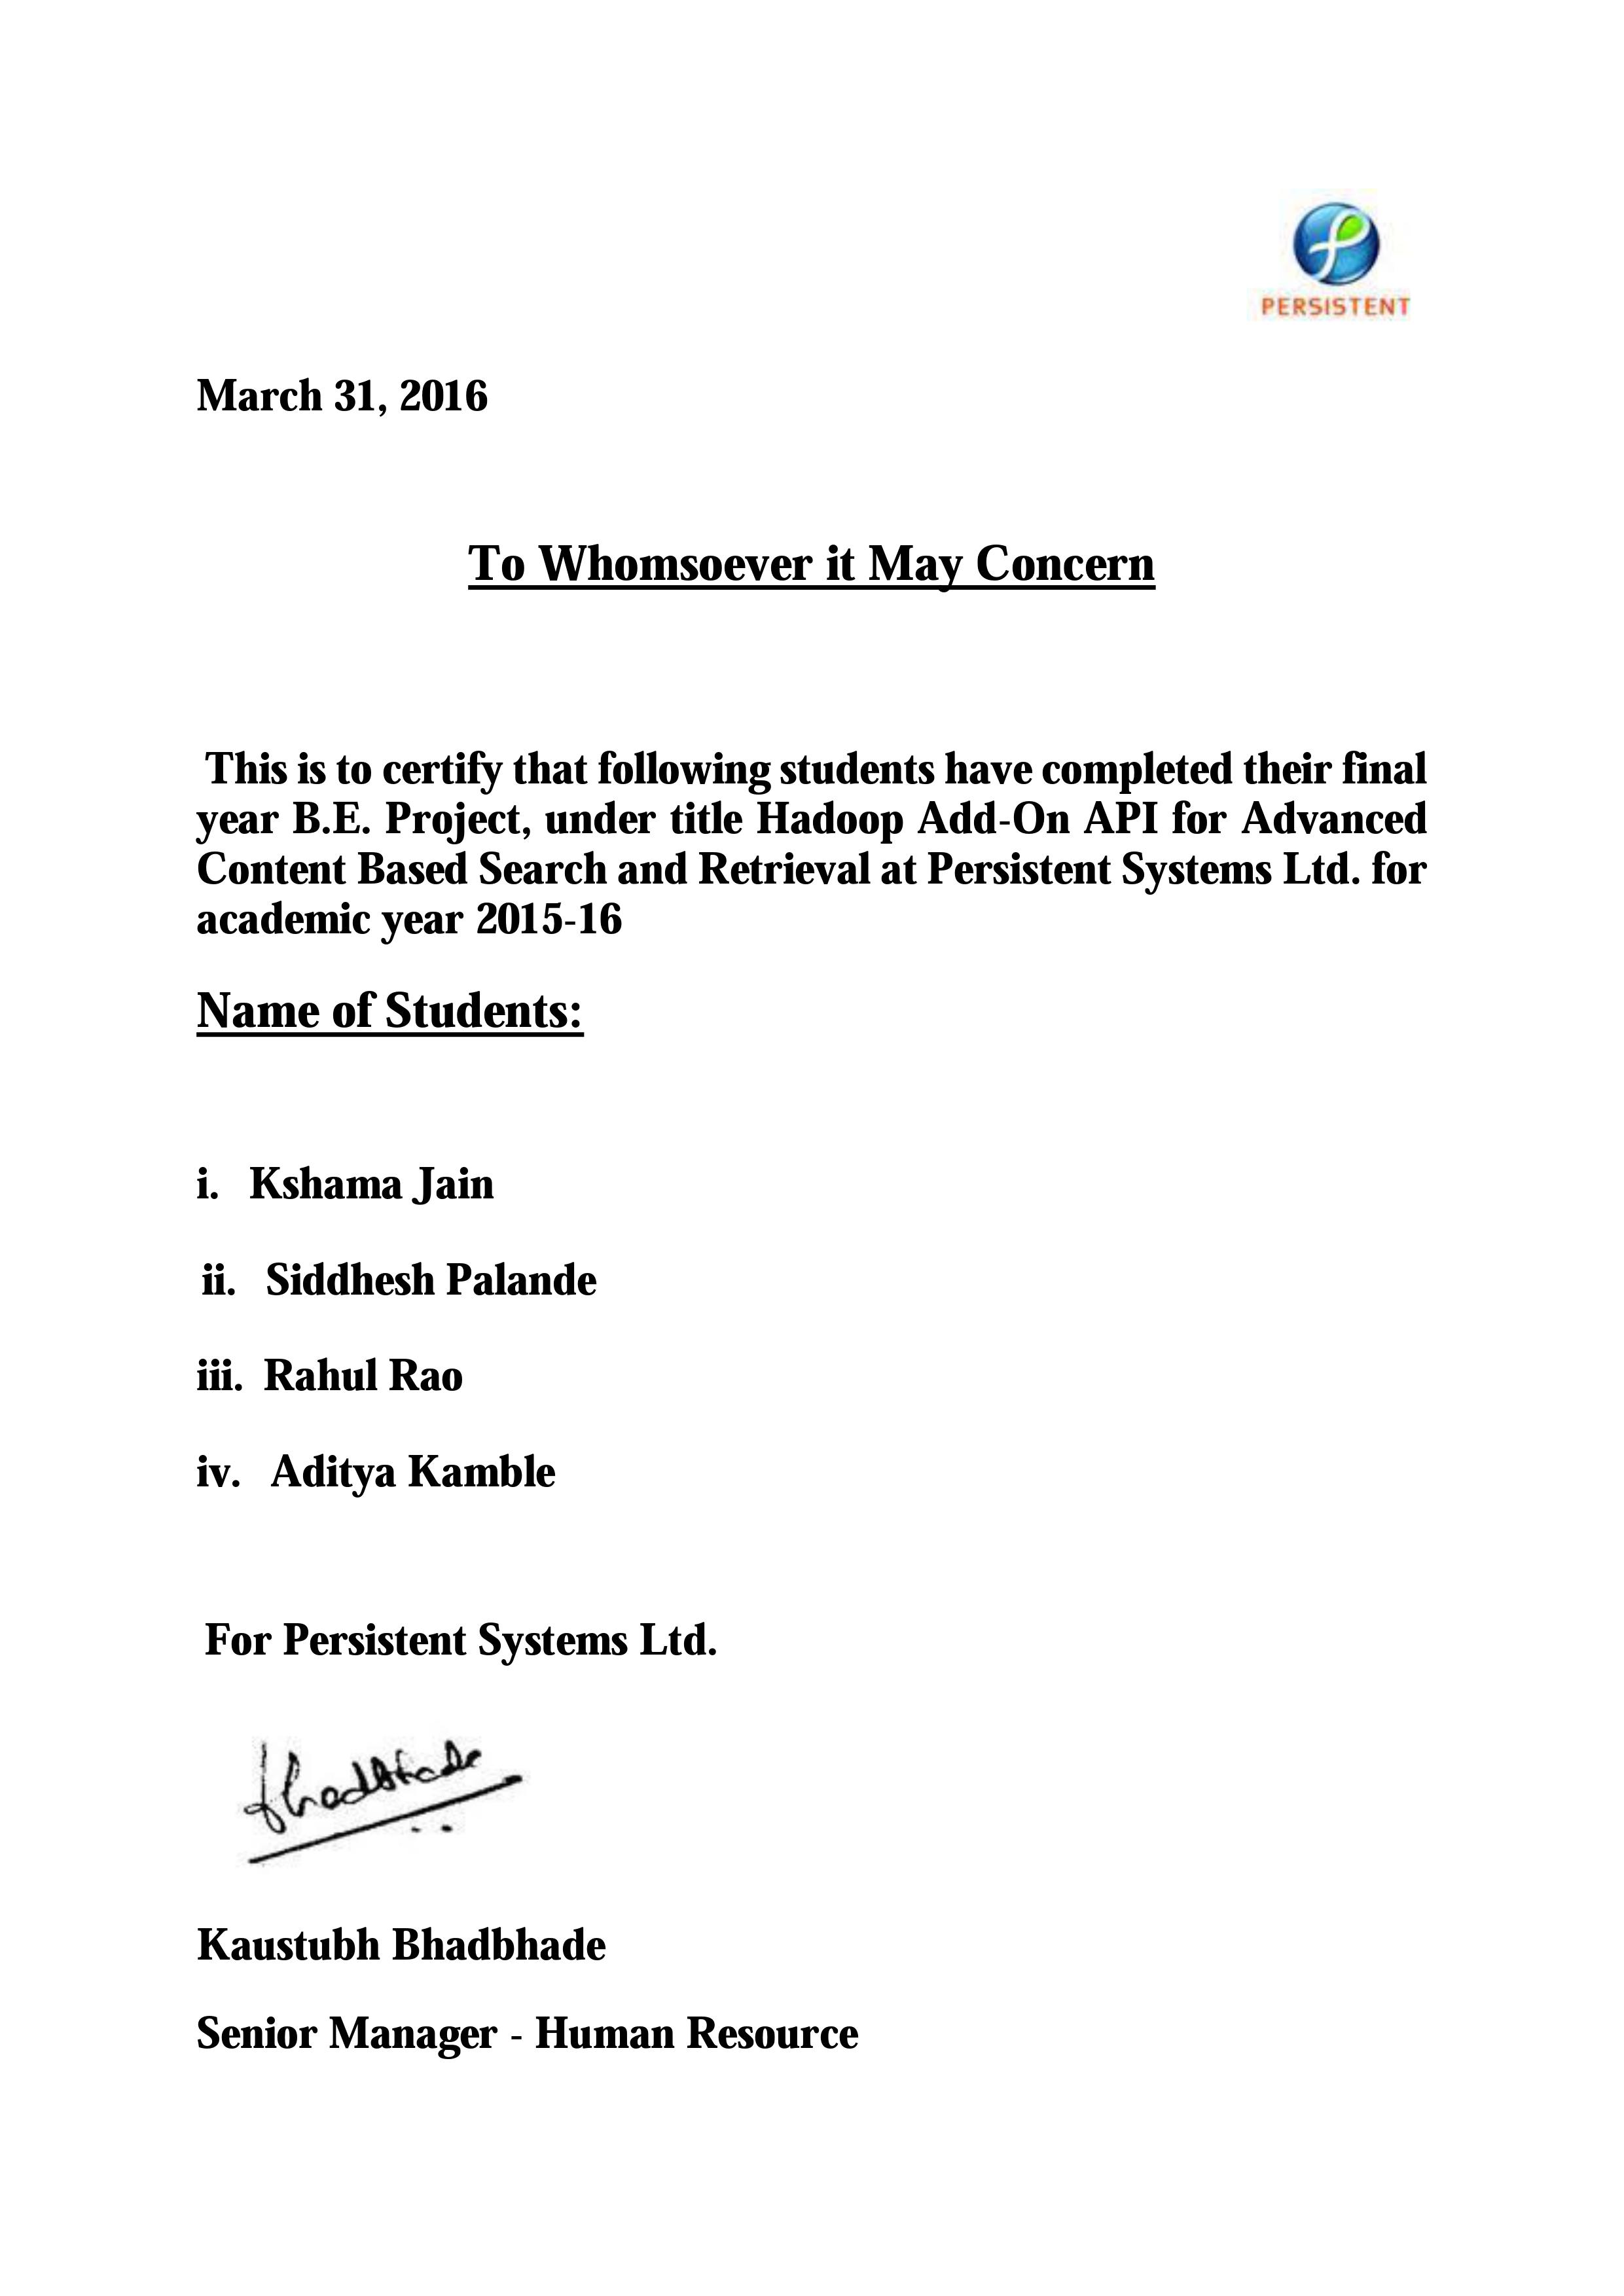 PERSISTENT
March 31, 2016
To Whomsoever it May Concern
This is to certify that following students have completed their final
year B.E. Project, under title Hadoop Add-On API for Advanced
Content Based Search and Retrieval at Persistent Systems Ltd. for
academic year 2015-16
Name of Students:
i. Kshama Jain
ii. Siddhesh Palande
iii. Rahul Rao
iv. Aditya Kamble
For Persistent Systems Ltd.
Kaustubh Bhadbhade
Senior Manager - Human Resource